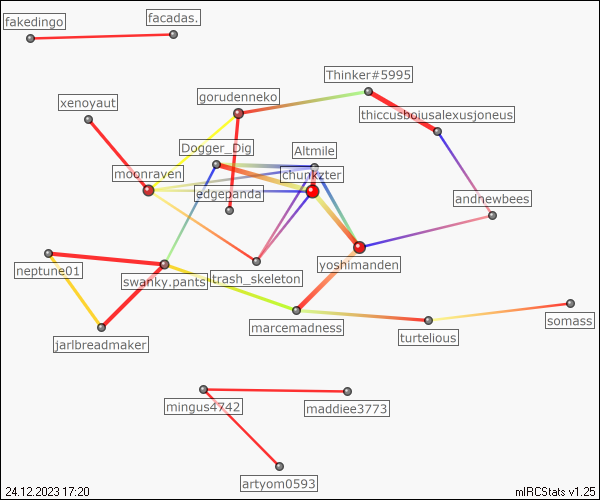 facadas.
fakedingo
Thinker#5995
gorudenneko
xenoyaut
thiccusboiusalexusjoneus
Dogger_Dig
Altmile
moonraven
chunkzter
edgepanda
andnewbees
yoshimanden
neptune01
swanky.pants
trash_skeleton
somass
marcemadness
turtelious
jarlbreadmaker
mingus4742
maddiee3773
artyom0593
24.12.2023 17:20
mIRCStats v1.25